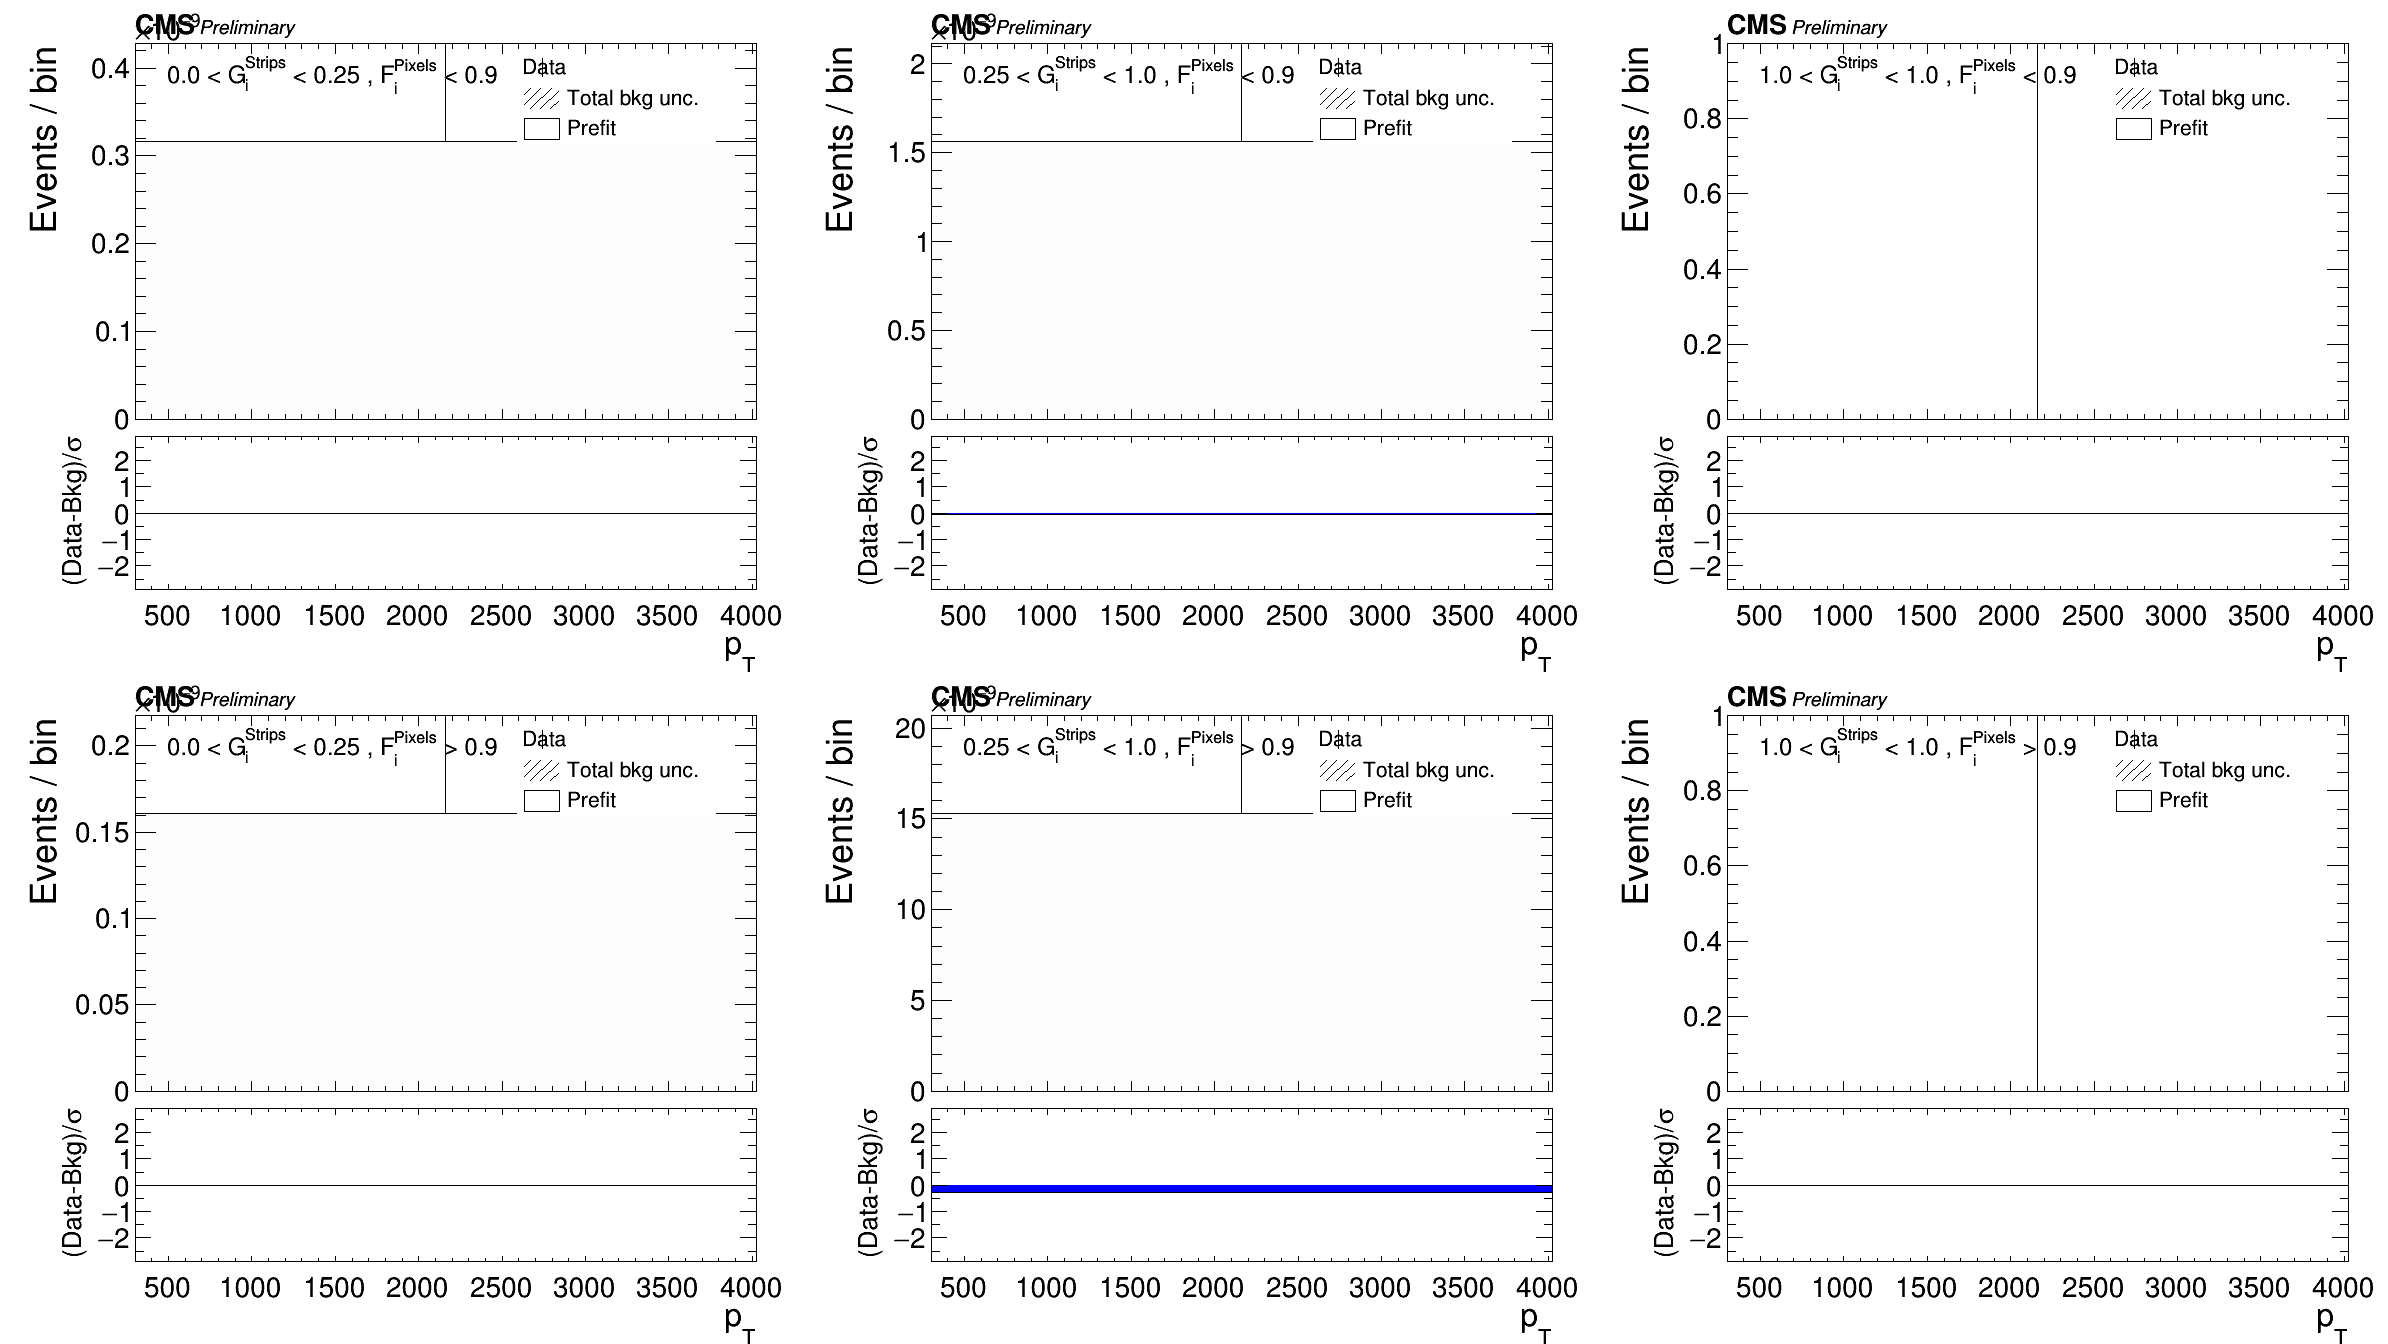 CMS Preliminary
×10⁹
Events / bin
0.0 < G_i^Strips < 0.25 , F_i^Pixels < 0.9
Data
Total bkg unc.
Prefit
0.4
0.3
0.2
0.1
0
(Data-Bkg)/σ
2
1
0
−1
−2
500 1000 1500 2000 2500 3000 3500 4000
p_T
CMS Preliminary
×10⁹
Events / bin
0.25 < G_i^Strips < 1.0 , F_i^Pixels < 0.9
Data
Total bkg unc.
Prefit
2
1.5
1
0.5
0
(Data-Bkg)/σ
2
1
0
−1
−2
500 1000 1500 2000 2500 3000 3500 4000
p_T
CMS Preliminary
Events / bin
1.0 < G_i^Strips < 1.0 , F_i^Pixels < 0.9
Data
Total bkg unc.
Prefit
1
0.8
0.6
0.4
0.2
0
(Data-Bkg)/σ
2
1
0
−1
−2
500 1000 1500 2000 2500 3000 3500 4000
p_T
CMS Preliminary
×10⁹
Events / bin
0.0 < G_i^Strips < 0.25 , F_i^Pixels > 0.9
Data
Total bkg unc.
Prefit
0.2
0.15
0.1
0.05
0
(Data-Bkg)/σ
2
1
0
−1
−2
500 1000 1500 2000 2500 3000 3500 4000
p_T
CMS Preliminary
×10⁹
Events / bin
0.25 < G_i^Strips < 1.0 , F_i^Pixels > 0.9
Data
Total bkg unc.
Prefit
20
15
10
5
0
(Data-Bkg)/σ
2
1
0
−1
−2
500 1000 1500 2000 2500 3000 3500 4000
p_T
CMS Preliminary
Events / bin
1.0 < G_i^Strips < 1.0 , F_i^Pixels > 0.9
Data
Total bkg unc.
Prefit
1
0.8
0.6
0.4
0.2
0
(Data-Bkg)/σ
2
1
0
−1
−2
500 1000 1500 2000 2500 3000 3500 4000
p_T